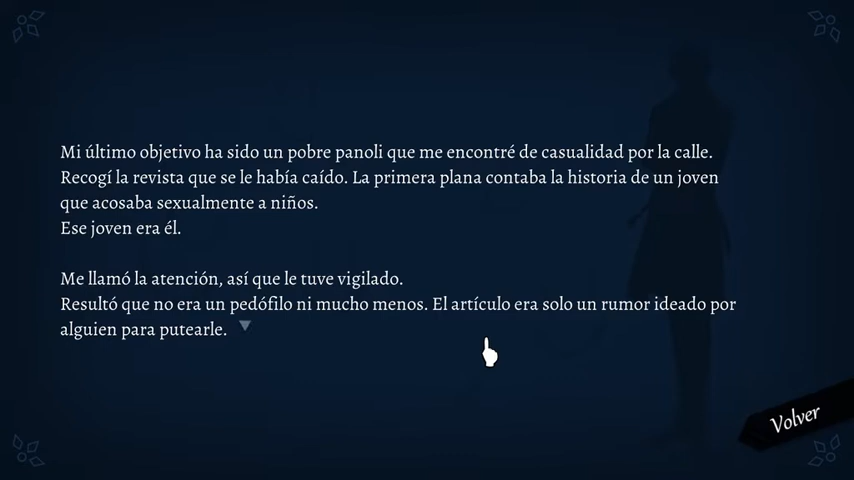 Mi último objetivo ha sido un pobre panoli que me encontré de casualidad por la calle.
Recogí la revista que se le había caído. La primera plana contaba la historia de un joven
que acosaba sexualmente a niños.
Ese joven era él.
Me llamó la atención, así que le tuve vigilado.
Resultó que no era un pedófilo ni mucho menos. El artículo era solo un rumor ideado por
alguien para putearle.
Volver